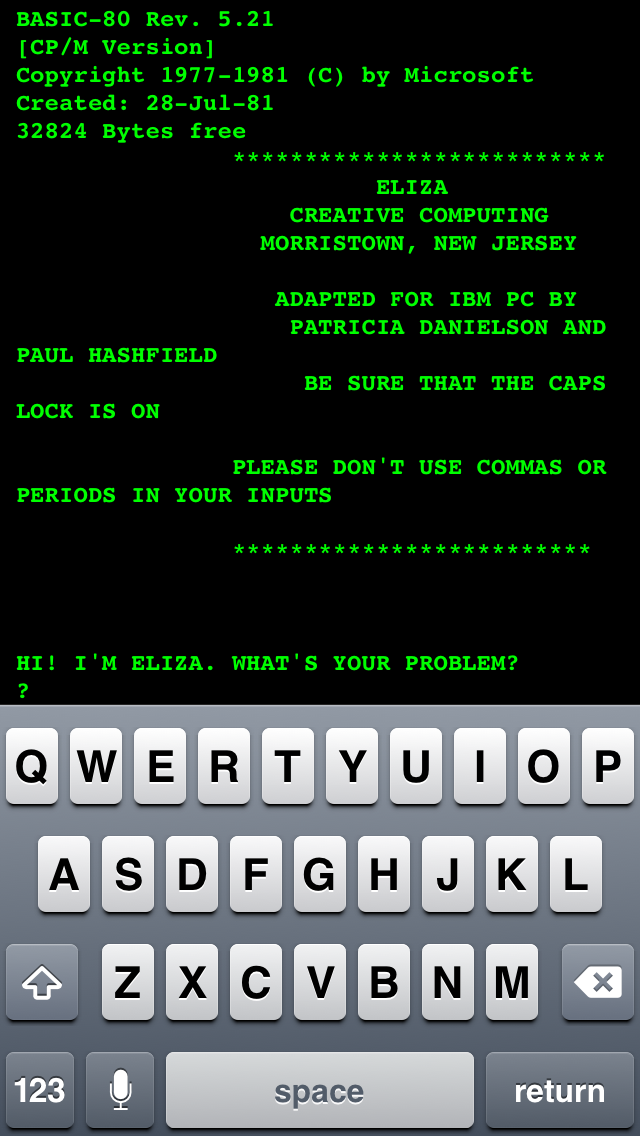 BASIC-80 Rev. 5.21
[CP/M Version]
Copyright 1977-1981 (C) by Microsoft
Created: 28-Jul-81
32824 Bytes free
**************************
ELIZA
CREATIVE COMPUTING
MORRISTOWN, NEW JERSEY
ADAPTED FOR IBM PC BY
PATRICIA DANIELSON AND
PAUL HASHFIELD
BE SURE THAT THE CAPS
LOCK IS ON
PLEASE DON'T USE COMMAS OR
PERIODS IN YOUR INPUTS
*************************
HI! I'M ELIZA. WHAT'S YOUR PROBLEM?
?
Q W E R T Y U I O P
A S D F G H J K L
Z X C V B N M
123 space return